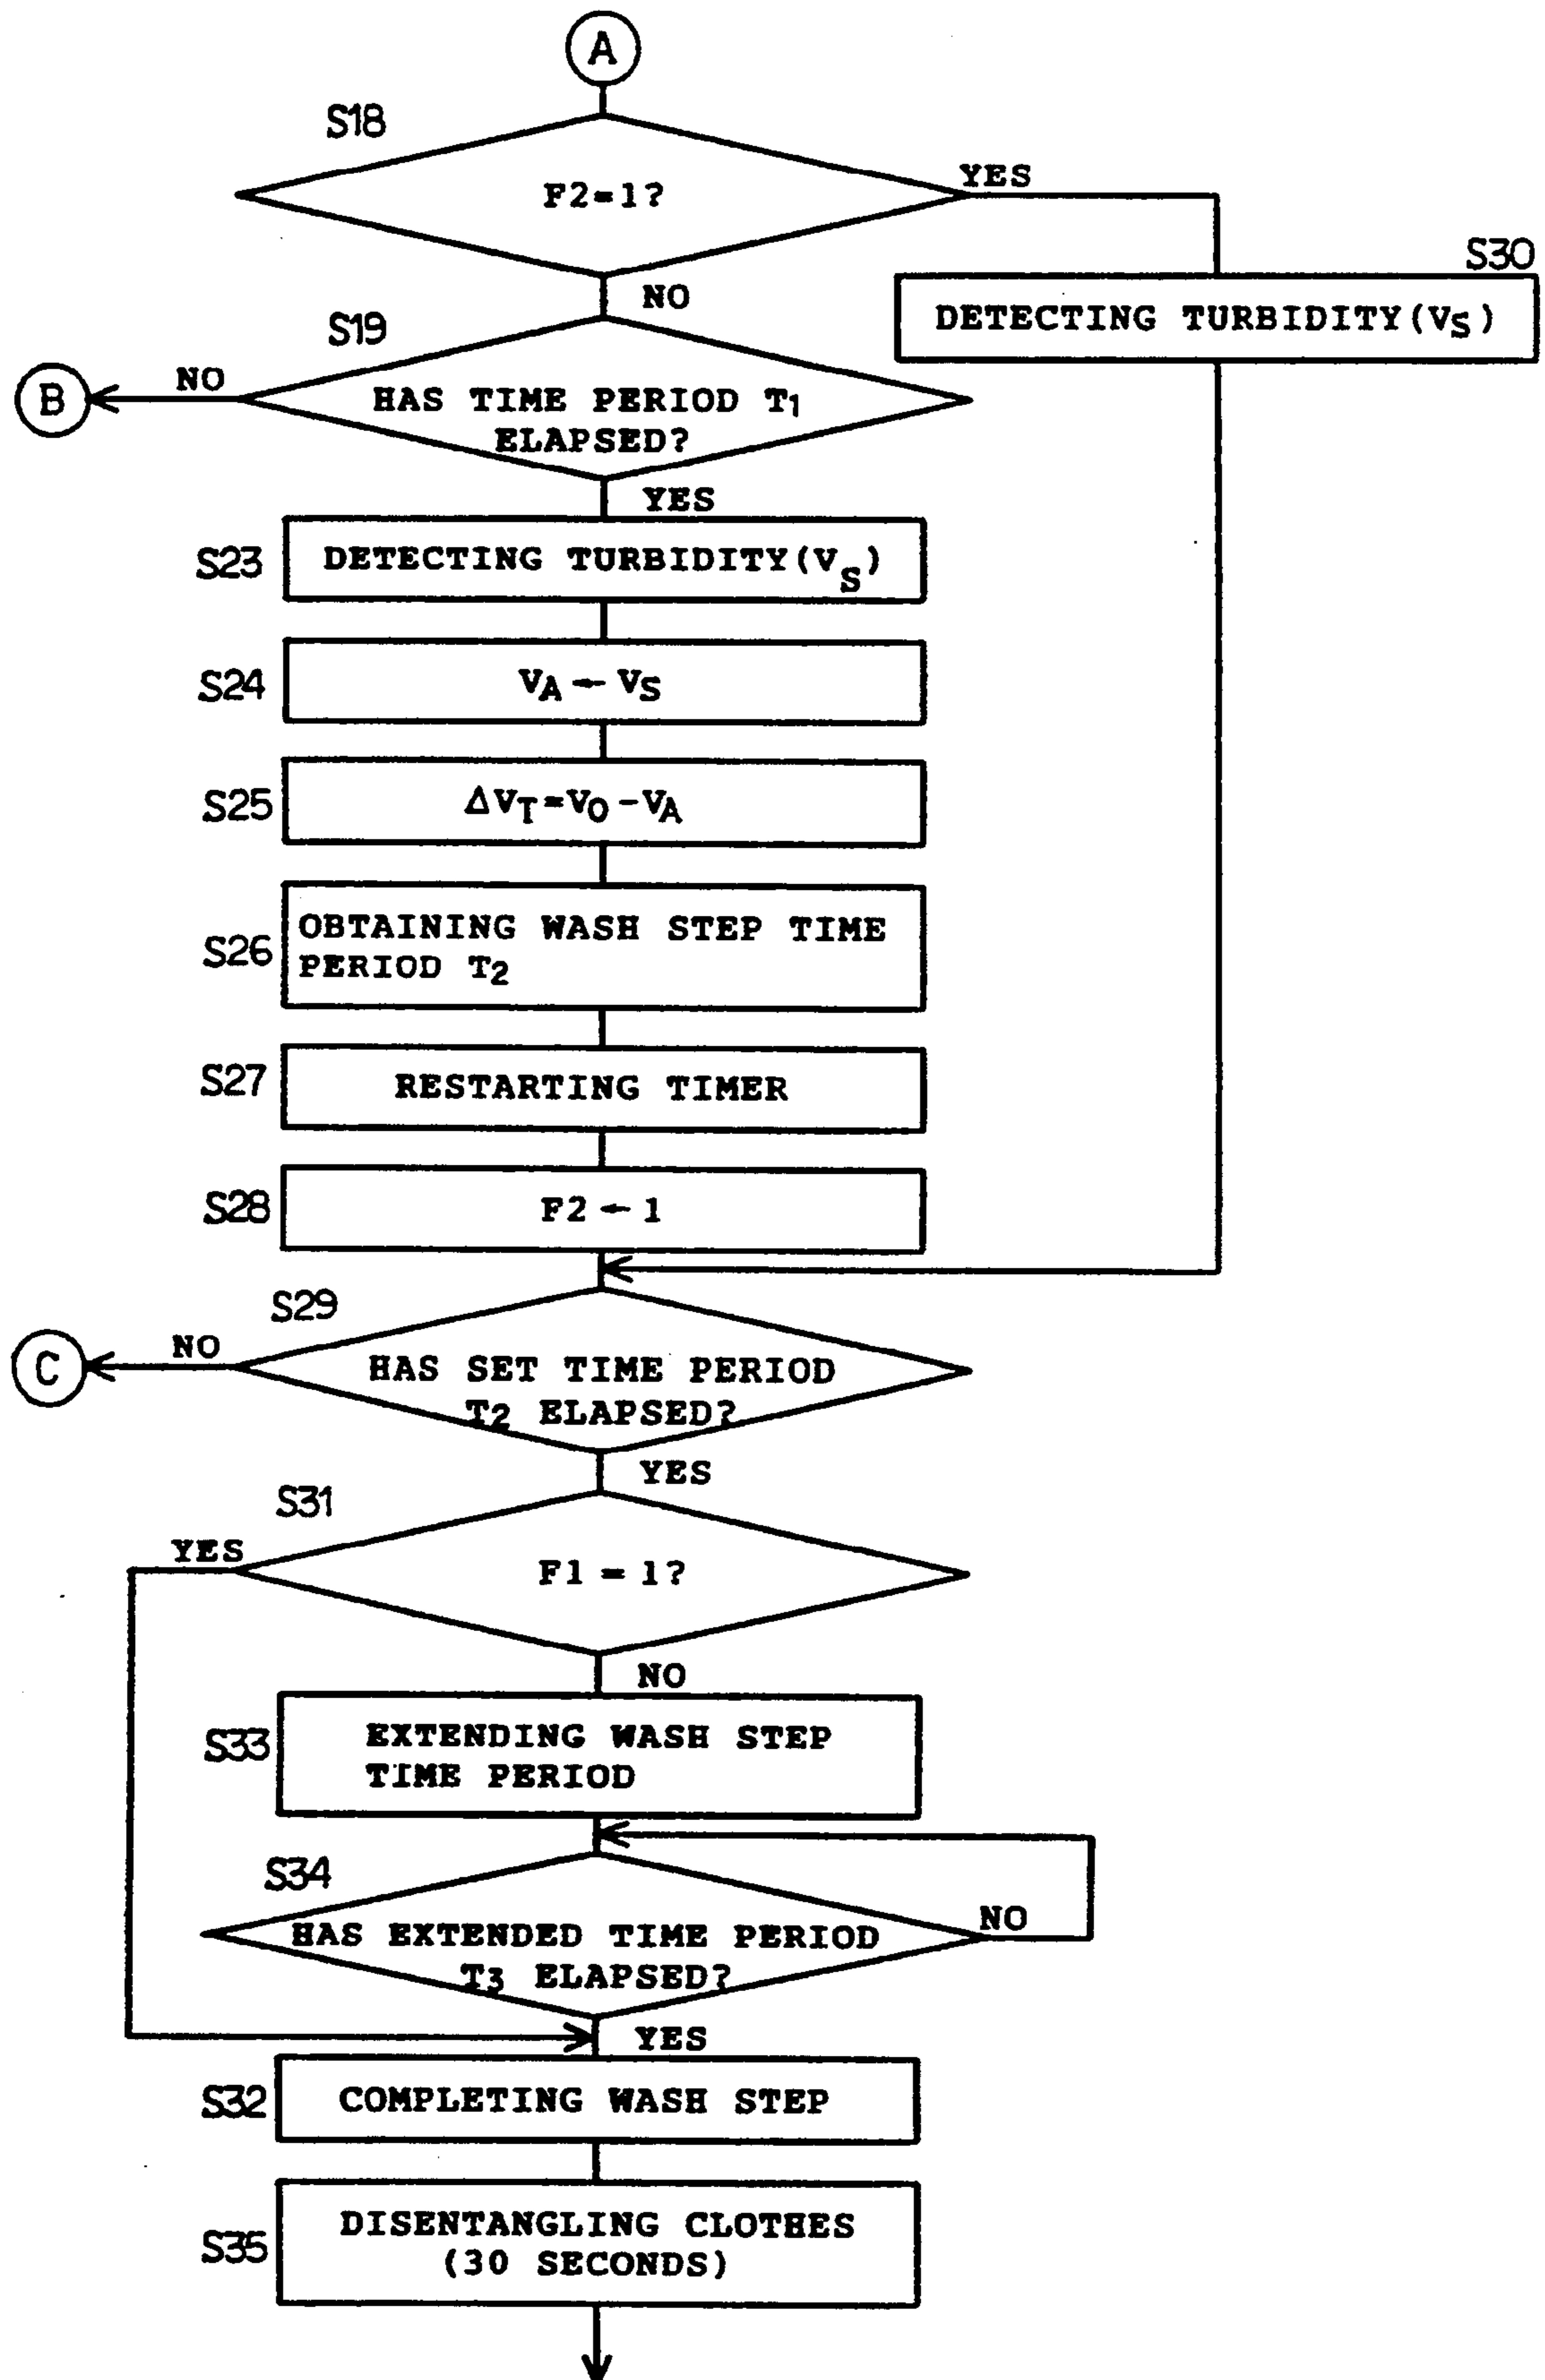 A
S18
F2=1?
YES
S30
DETECTING TURBIDITY(VS)
NO
S19
B
NO
HAS TIME PERIOD T1
ELAPSED?
YES
S23
DETECTING TURBIDITY(VS)
S24
VA ← VS
S25
ΔVT=V0-VA
S26
OBTAINING WASH STEP TIME
PERIOD T2
S27
RESTARTING TIMER
S28
F2 ← 1
S29
C
NO
HAS SET TIME PERIOD
T2 ELAPSED?
YES
S31
YES
F1 = 1?
NO
S33
EXTENDING WASH STEP
TIME PERIOD
S34
HAS EXTENDED TIME PERIOD
T3 ELAPSED?
NO
YES
S32
COMPLETING WASH STEP
S35
DISENTANGLING CLOTHES
(30 SECONDS)